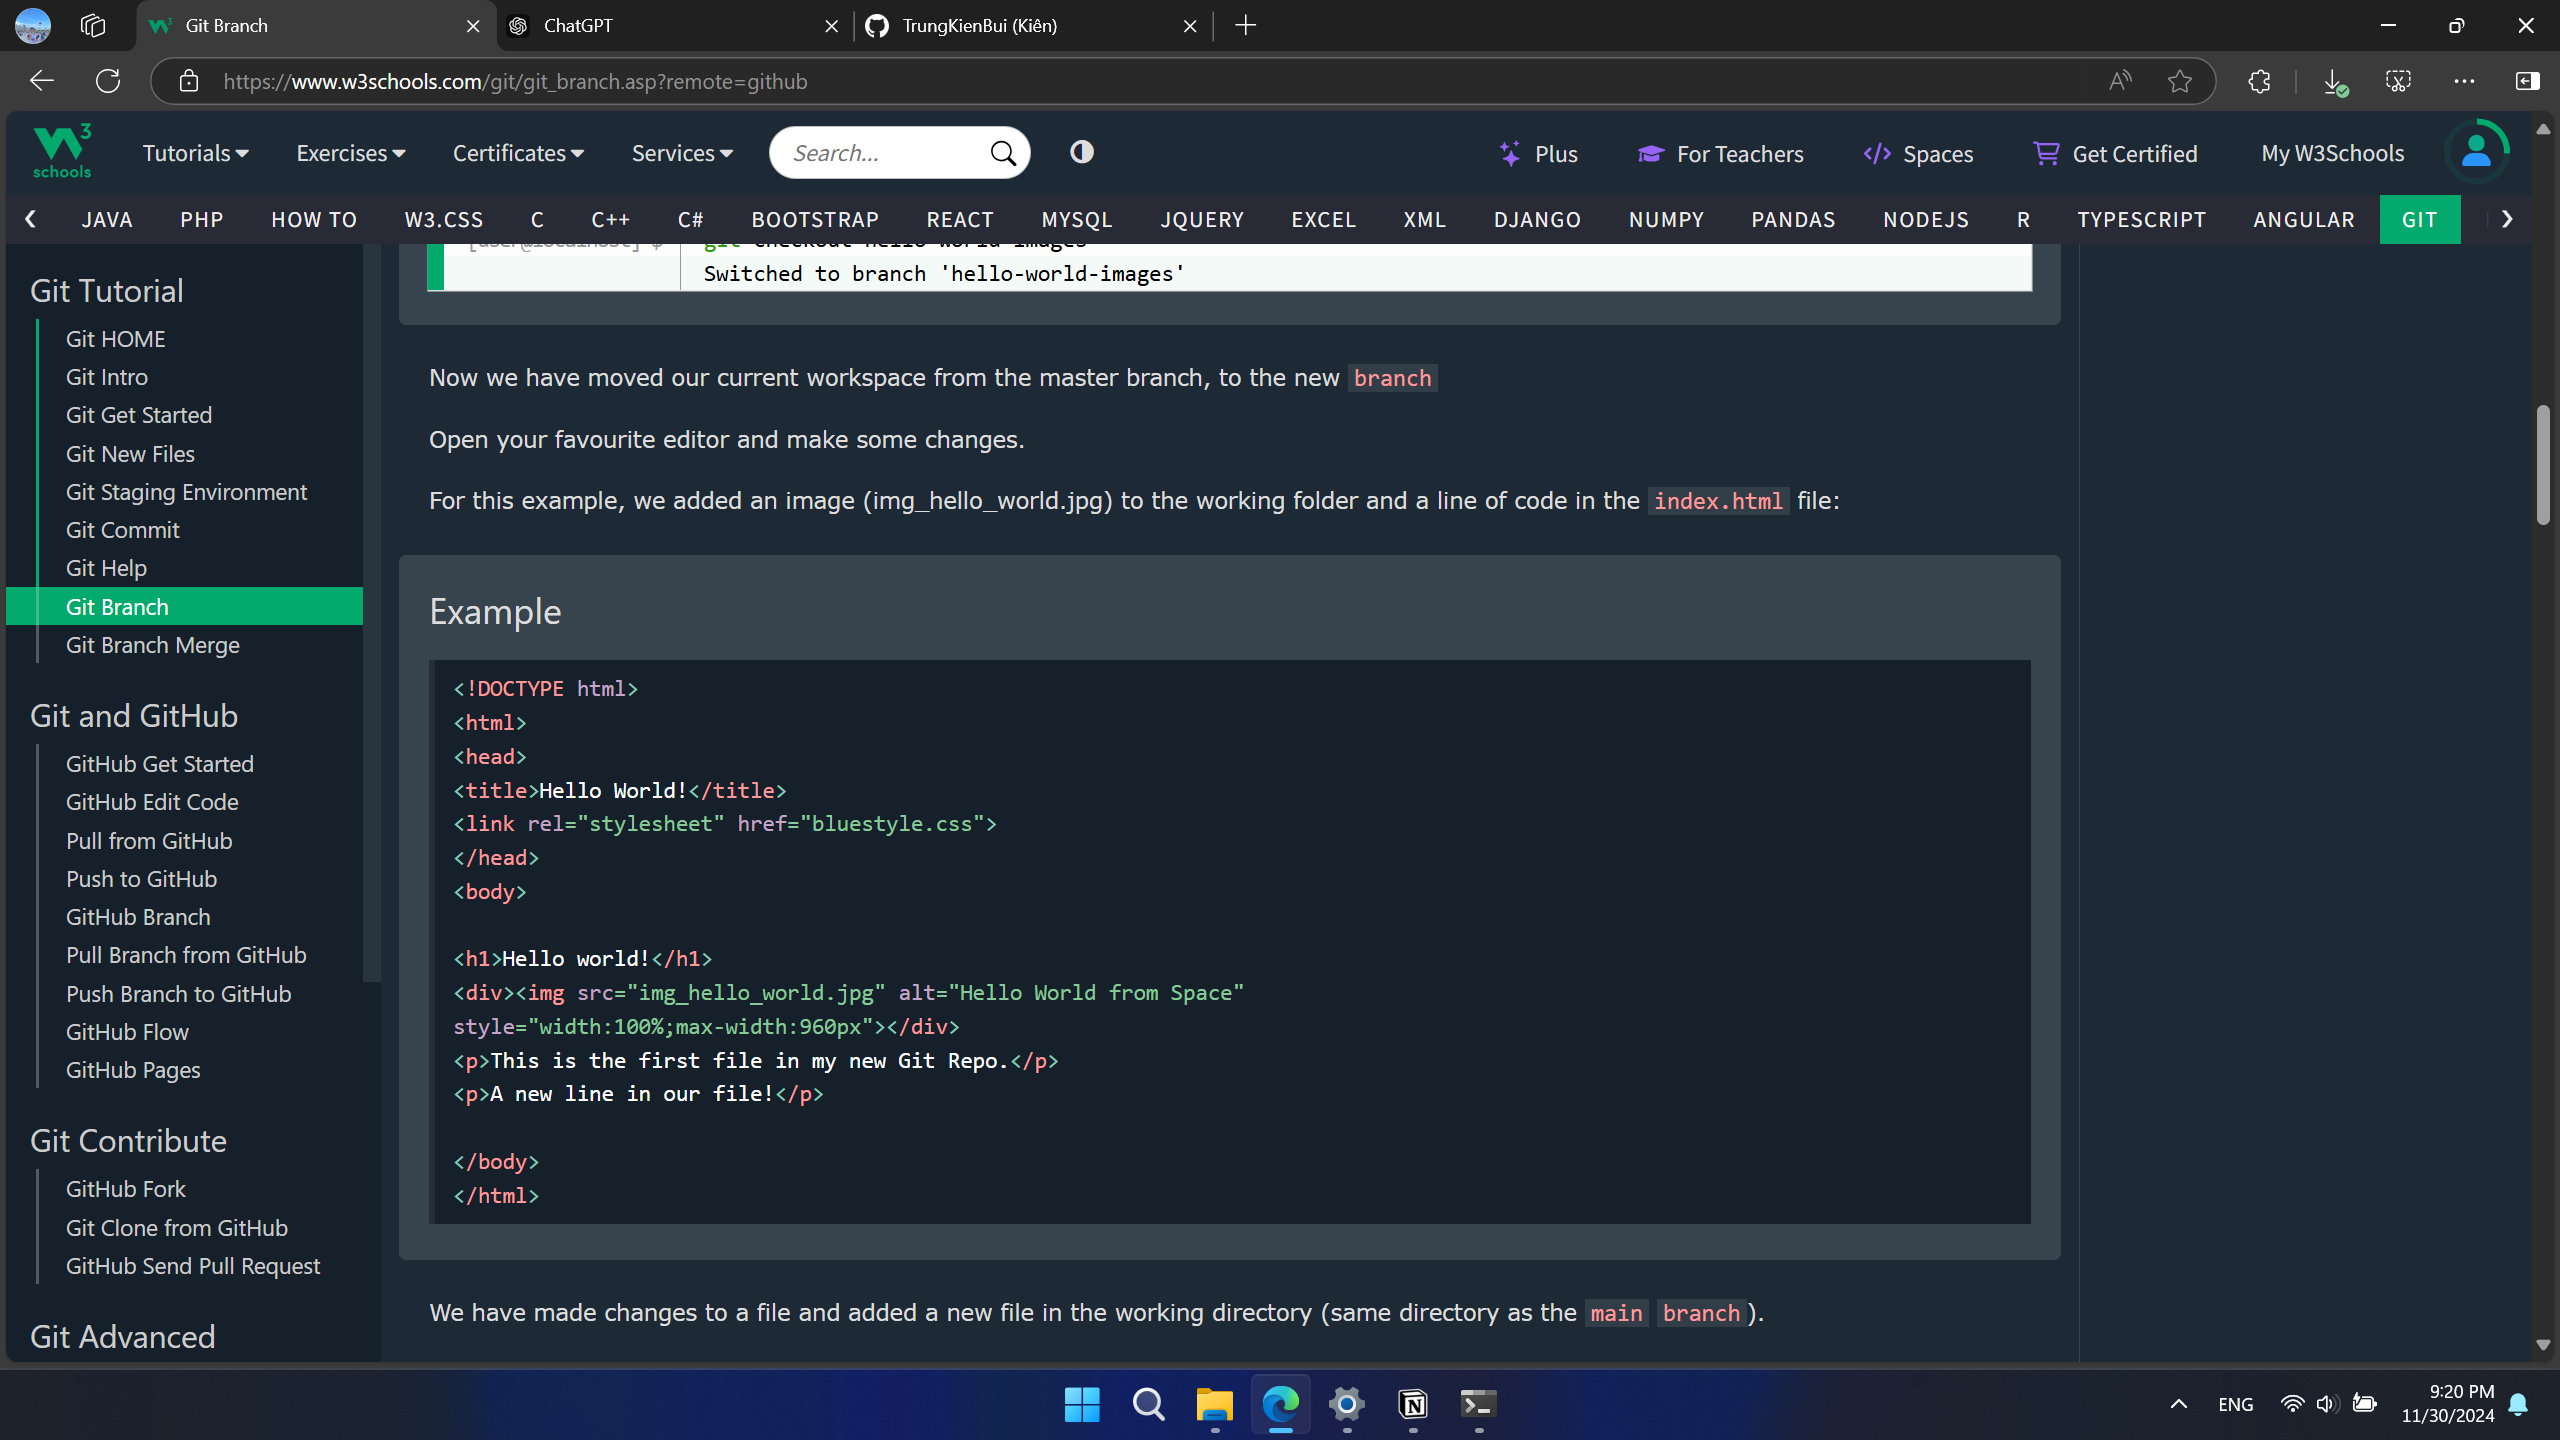 Git Branch
ChatGPT
TrungKienBui (Kiên)
https://www.w3schools.com/git/git_branch.asp?remote=github
W3
schools
Tutorials
Exercises
Certificates
Services
Search...
Plus
For Teachers
Spaces
Get Certified
My W3Schools
JAVA PHP HOW TO W3.CSS C C++ C# BOOTSTRAP REACT MYSQL JQUERY EXCEL XML DJANGO NUMPY PANDAS NODEJS R TYPESCRIPT ANGULAR GIT
Git Tutorial
Git HOME
Git Intro
Git Get Started
Git New Files
Git Staging Environment
Git Commit
Git Help
Git Branch
Git Branch Merge
Git and GitHub
GitHub Get Started
GitHub Edit Code
Pull from GitHub
Push to GitHub
GitHub Branch
Pull Branch from GitHub
Push Branch to GitHub
GitHub Flow
GitHub Pages
Git Contribute
GitHub Fork
Git Clone from GitHub
GitHub Send Pull Request
Git Advanced
[user@localhost] $ git checkout hello-world-images
Switched to branch 'hello-world-images'
Now we have moved our current workspace from the master branch, to the new branch
Open your favourite editor and make some changes.
For this example, we added an image (img_hello_world.jpg) to the working folder and a line of code in the index.html file:
Example
<!DOCTYPE html>
<html>
<head>
<title>Hello World!</title>
<link rel="stylesheet" href="bluestyle.css">
</head>
<body>
<h1>Hello world!</h1>
<div><img src="img_hello_world.jpg" alt="Hello World from Space"
style="width:100%;max-width:960px"></div>
<p>This is the first file in my new Git Repo.</p>
<p>A new line in our file!</p>
</body>
</html>
We have made changes to a file and added a new file in the working directory (same directory as the main branch).
ENG
9:20 PM
11/30/2024